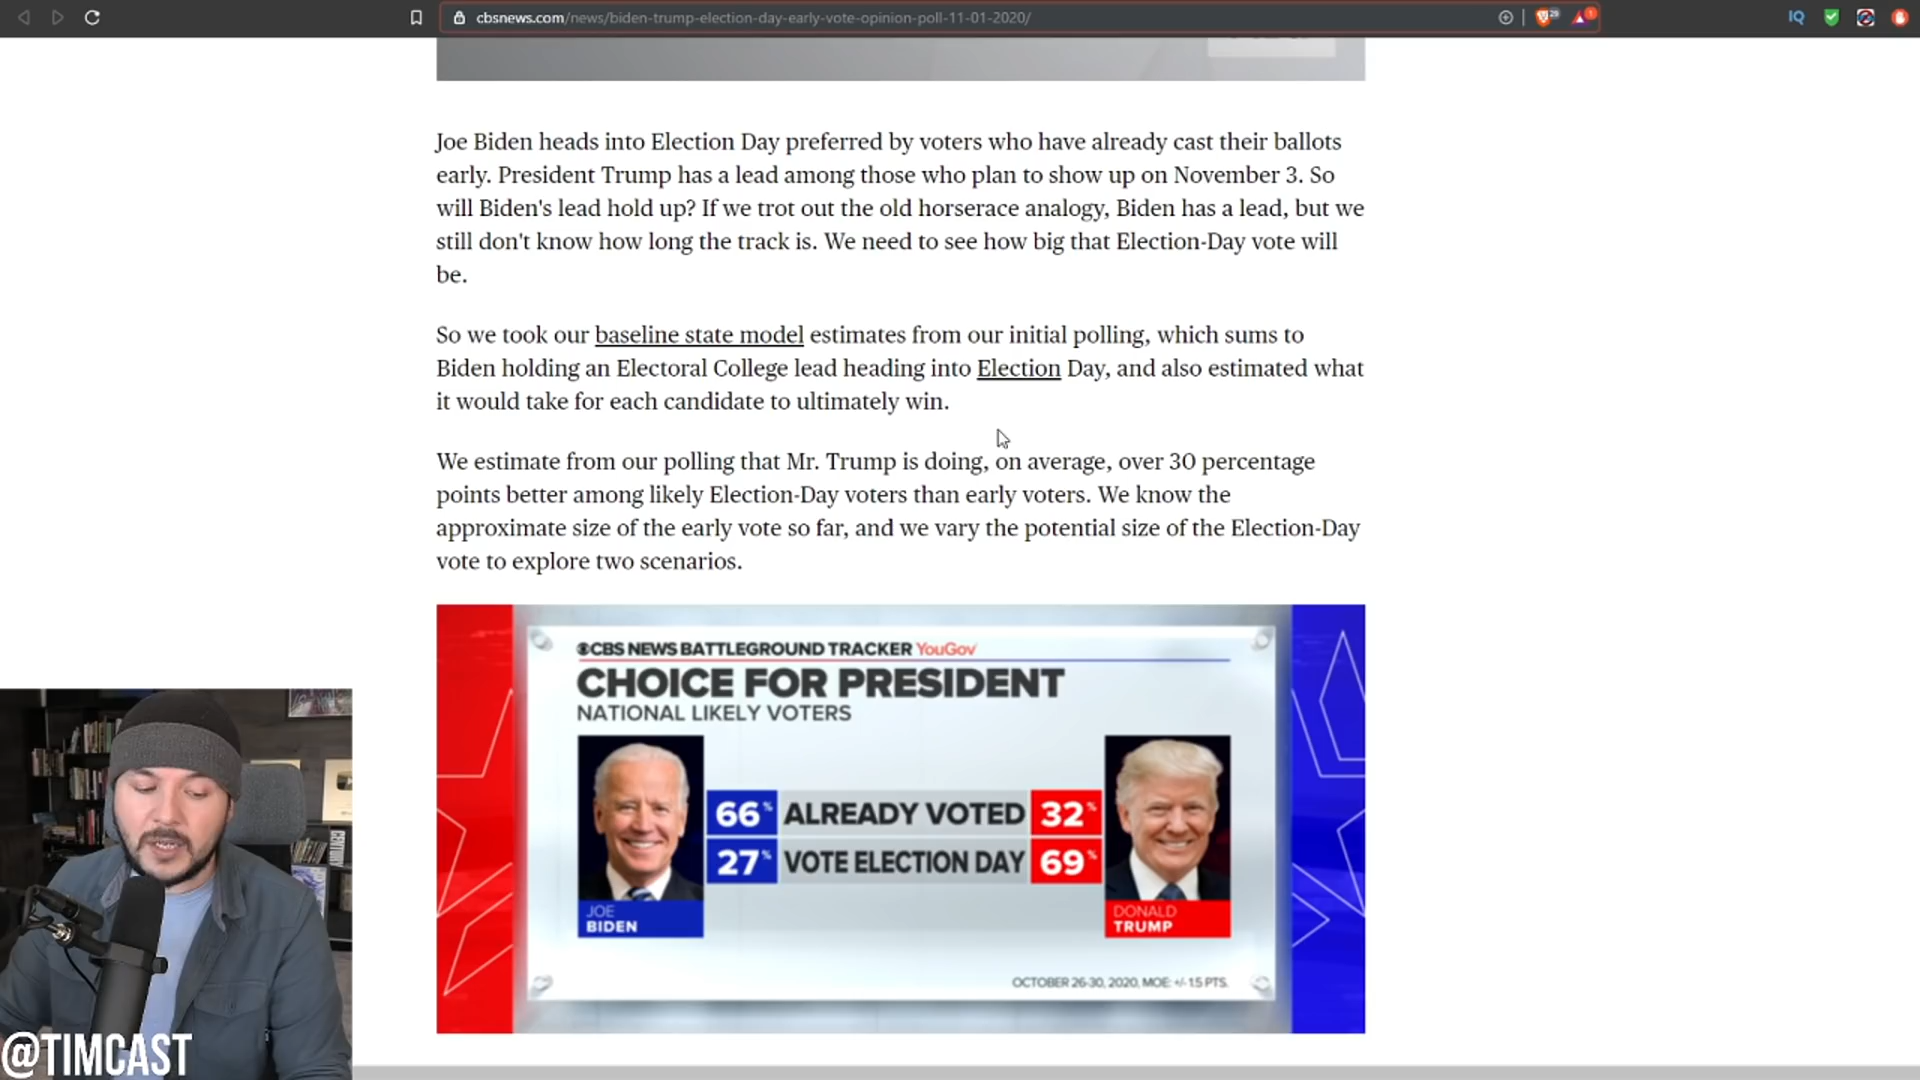 cbsnews.com/news/biden-trump-election-day-early-vote-opinion-poll-11-01-2020/
Joe Biden heads into Election Day preferred by voters who have already cast their ballots
early. President Trump has a lead among those who plan to show up on November 3. So
will Biden's lead hold up? If we trot out the old horserace analogy, Biden has a lead, but we
still don't know how long the track is. We need to see how big that Election-Day vote will
be.
So we took our baseline state model estimates from our initial polling, which sums to
Biden holding an Electoral College lead heading into Election Day, and also estimated what
it would take for each candidate to ultimately win.
We estimate from our polling that Mr. Trump is doing, on average, over 30 percentage
points better among likely Election-Day voters than early voters. We know the
approximate size of the early vote so far, and we vary the potential size of the Election-Day
vote to explore two scenarios.
CBS NEWS BATTLEGROUND TRACKER YouGov
CHOICE FOR PRESIDENT
NATIONAL LIKELY VOTERS
66% ALREADY VOTED 32%
27% VOTE ELECTION DAY 69%
JOE
BIDEN
DONALD
TRUMP
OCTOBER 26-30, 2020, MOE: +/- 1.5 PTS.
@TIMCAST
IQ